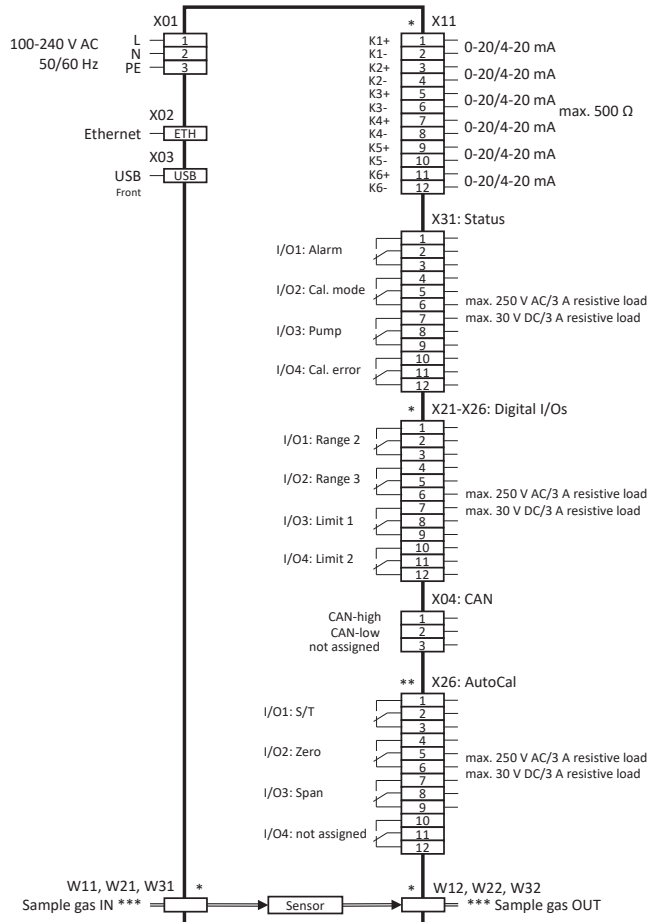 X01
100-240 V AC
50/60 Hz
L 1
N 2
PE 3
X02
Ethernet ETH
X03
USB USB
Front
* X11
K1+ 1
K1- 2
0-20/4-20 mA
K2+ 3
K2- 4
0-20/4-20 mA
K3+ 5
K3- 6
0-20/4-20 mA
K4+ 7
K4- 8
0-20/4-20 mA
K5+ 9
K5- 10
0-20/4-20 mA
K6+ 11
K6- 12
0-20/4-20 mA
max. 500 Ω
X31: Status
I/O1: Alarm
1
2
3
I/O2: Cal. mode
4
5
6
I/O3: Pump
7
8
9
I/O4: Cal. error
10
11
12
max. 250 V AC/3 A resistive load
max. 30 V DC/3 A resistive load
* X21-X26: Digital I/Os
I/O1: Range 2
1
2
3
I/O2: Range 3
4
5
6
I/O3: Limit 1
7
8
9
I/O4: Limit 2
10
11
12
max. 250 V AC/3 A resistive load
max. 30 V DC/3 A resistive load
X04: CAN
CAN-high 1
CAN-low 2
not assigned 3
** X26: AutoCal
I/O1: S/T
1
2
3
I/O2: Zero
4
5
6
I/O3: Span
7
8
9
I/O4: not assigned
10
11
12
max. 250 V AC/3 A resistive load
max. 30 V DC/3 A resistive load
W11, W21, W31 *
Sample gas IN ***
Sensor
* W12, W22, W32
*** Sample gas OUT